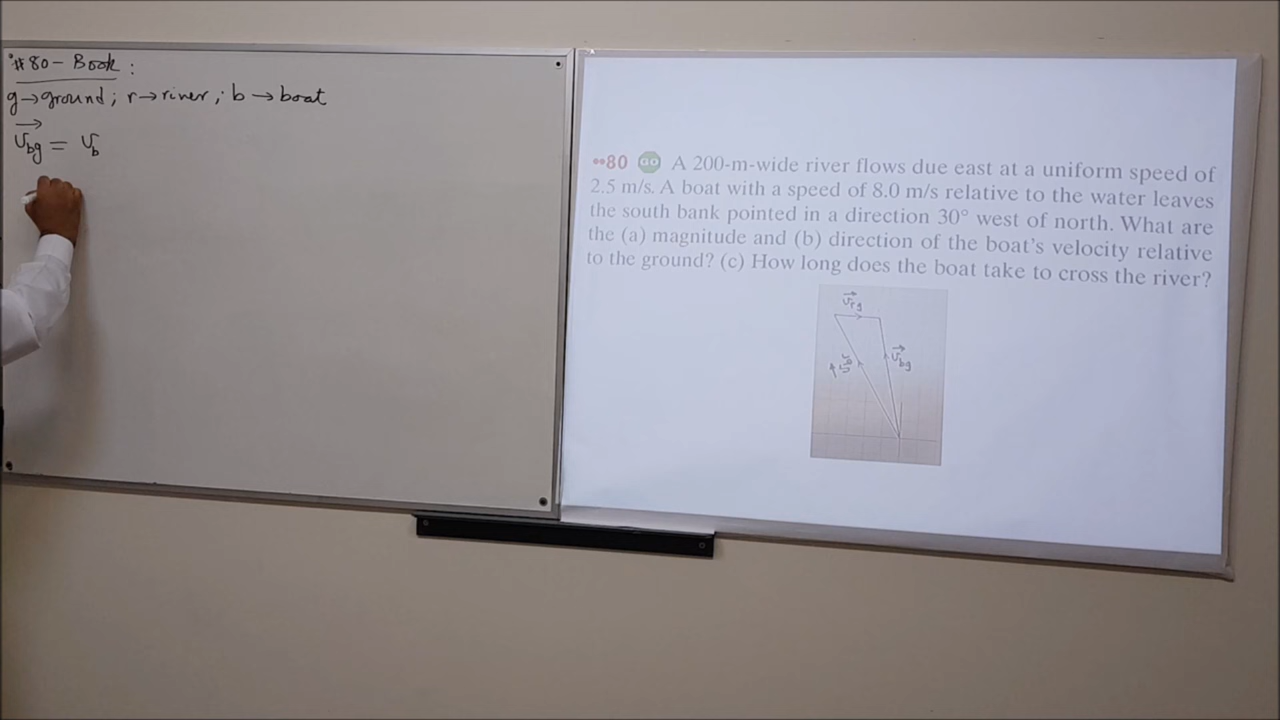 #80 - Book :
g→ground; r→river; b→boat
v⃗bg = vb
••80 GO A 200-m-wide river flows due east at a uniform speed of
2.5 m/s. A boat with a speed of 8.0 m/s relative to the water leaves
the south bank pointed in a direction 30° west of north. What are
the (a) magnitude and (b) direction of the boat's velocity relative
to the ground? (c) How long does the boat take to cross the river?
v⃗rg
v⃗bg